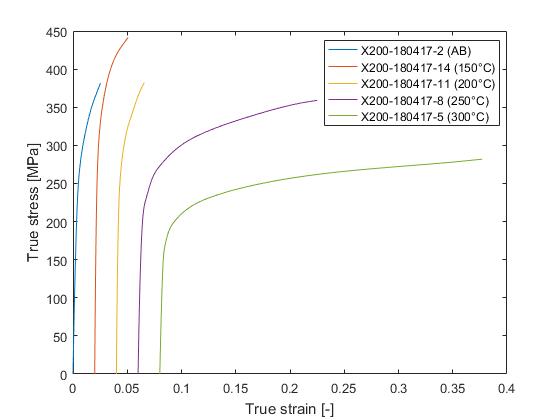 450
400
350
300
250
200
150
100
50
0
True stress [MPa]
X200-180417-2 (AB)
X200-180417-14 (150°C)
X200-180417-11 (200°C)
X200-180417-8 (250°C)
X200-180417-5 (300°C)
0 0.05 0.1 0.15 0.2 0.25 0.3 0.35 0.4
True strain [-]